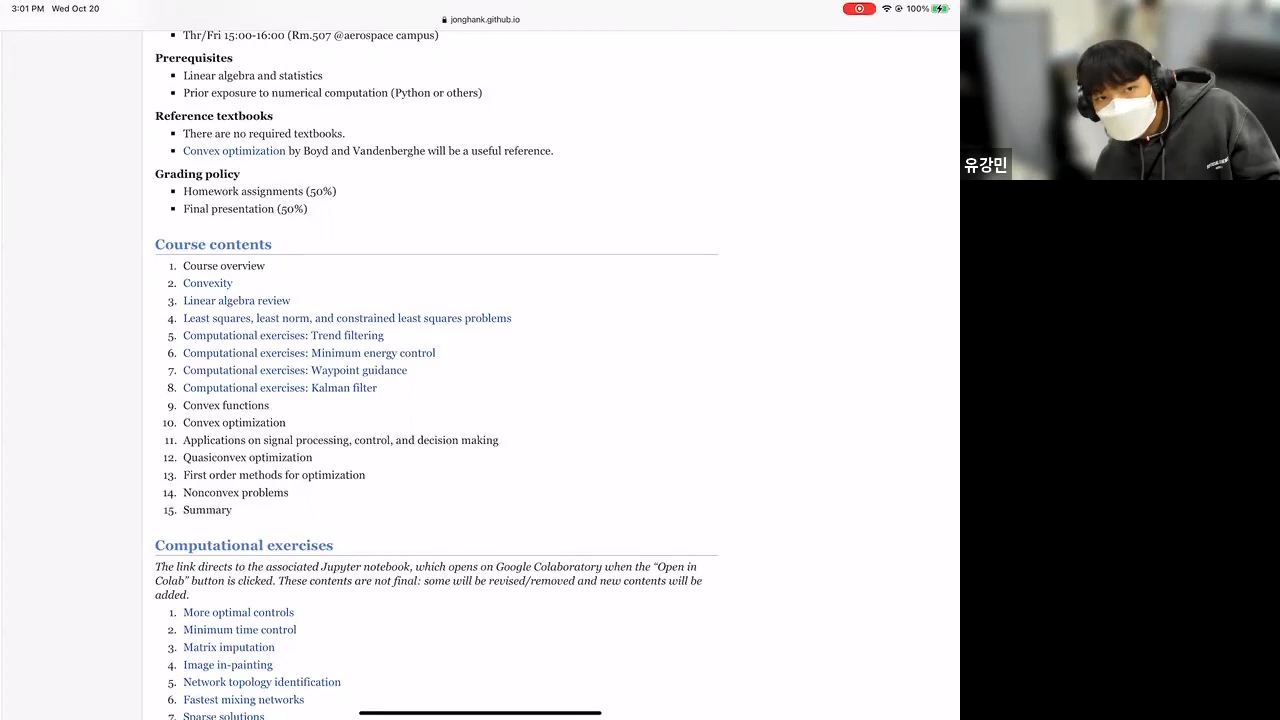 3:01 PM Wed Oct 20
100%
jonghank.github.io
▪ Thr/Fri 15:00-16:00 (Rm.507 @aerospace campus)
Prerequisites
▪ Linear algebra and statistics
▪ Prior exposure to numerical computation (Python or others)
Reference textbooks
▪ There are no required textbooks.
▪ Convex optimization by Boyd and Vandenberghe will be a useful reference.
Grading policy
▪ Homework assignments (50%)
▪ Final presentation (50%)
Course contents
1. Course overview
2. Convexity
3. Linear algebra review
4. Least squares, least norm, and constrained least squares problems
5. Computational exercises: Trend filtering
6. Computational exercises: Minimum energy control
7. Computational exercises: Waypoint guidance
8. Computational exercises: Kalman filter
9. Convex functions
10. Convex optimization
11. Applications on signal processing, control, and decision making
12. Quasiconvex optimization
13. First order methods for optimization
14. Nonconvex problems
15. Summary
Computational exercises
The link directs to the associated Jupyter notebook, which opens on Google Colaboratory when the “Open in
Colab” button is clicked. These contents are not final: some will be revised/removed and new contents will be
added.
1. More optimal controls
2. Minimum time control
3. Matrix imputation
4. Image in-painting
5. Network topology identification
6. Fastest mixing networks
7. Sparse solutions
유강민